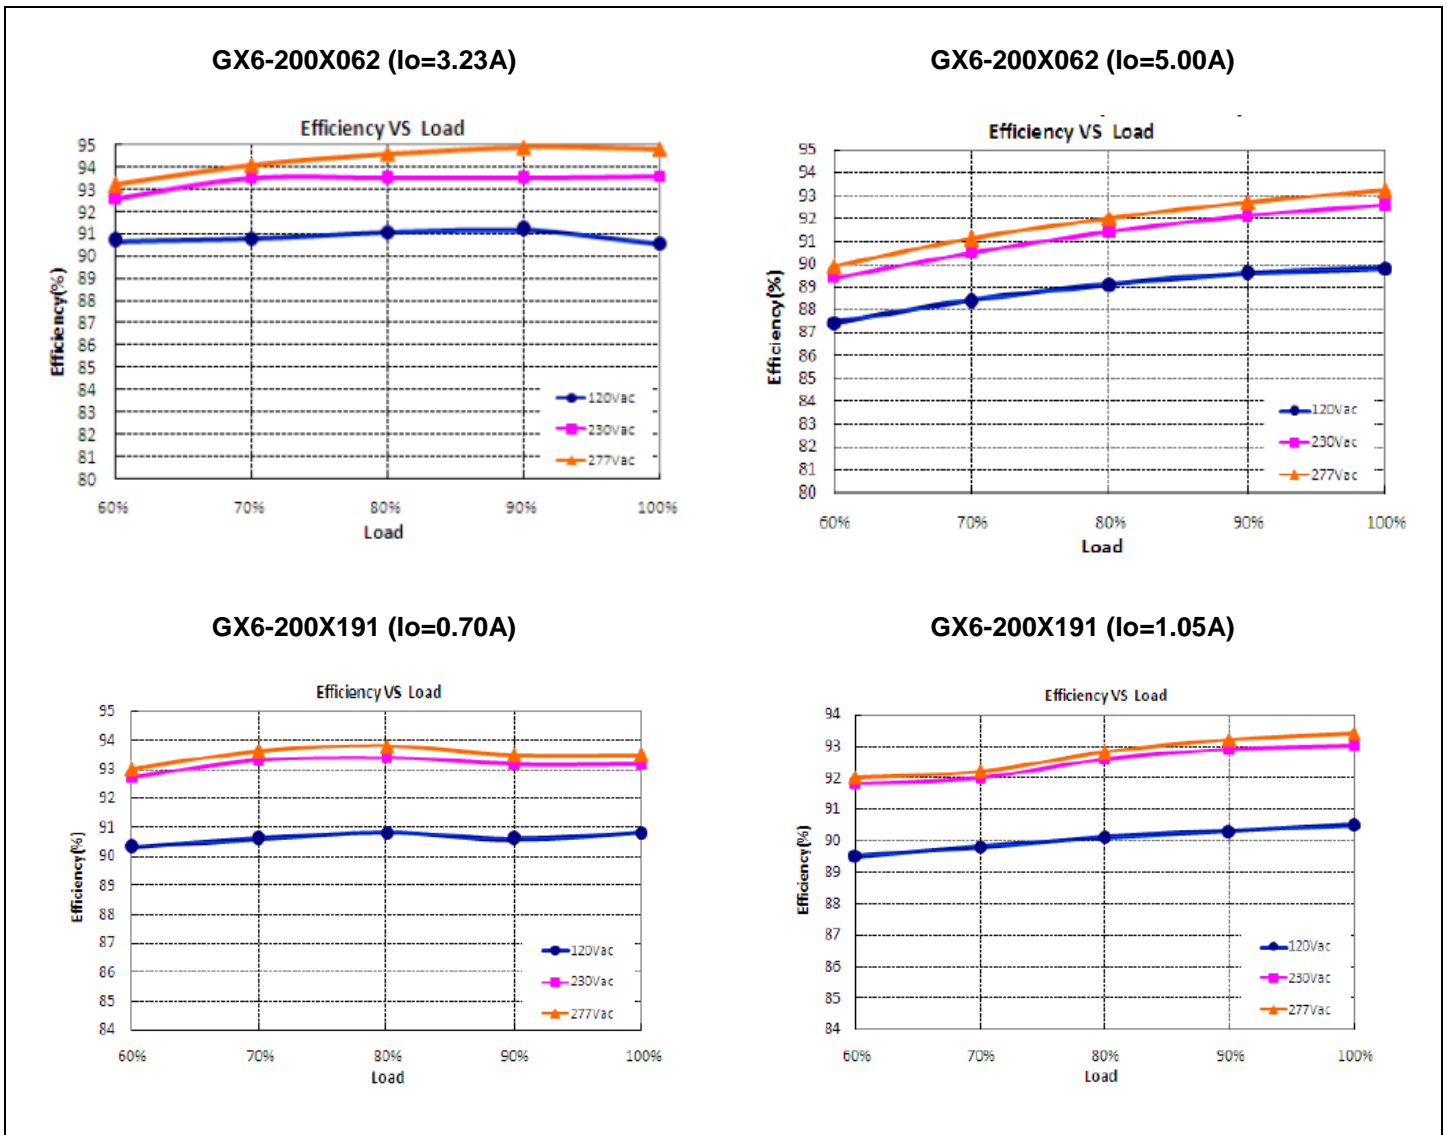 GX6-200X062 (Io=3.23A)
Efficiency VS Load
95
94
93
92
91
90
89
88
87
86
85
84
83
82
81
80
Efficiency(%)
120Vac
230Vac
277Vac
60% 70% 80% 90% 100%
Load
GX6-200X062 (Io=5.00A)
Efficiency VS Load
95
94
93
92
91
90
89
88
87
86
85
84
83
82
81
80
Efficiency(%)
120Vac
230Vac
277Vac
60% 70% 80% 90% 100%
Load
GX6-200X191 (Io=0.70A)
Efficiency VS Load
95
94
93
92
91
90
89
88
87
86
85
84
Efficiency(%)
120Vac
230Vac
277Vac
60% 70% 80% 90% 100%
Load
GX6-200X191 (Io=1.05A)
Efficiency VS Load
94
93
92
91
90
89
88
87
86
85
84
Efficiency(%)
120Vac
230Vac
277Vac
60% 70% 80% 90% 100%
Load